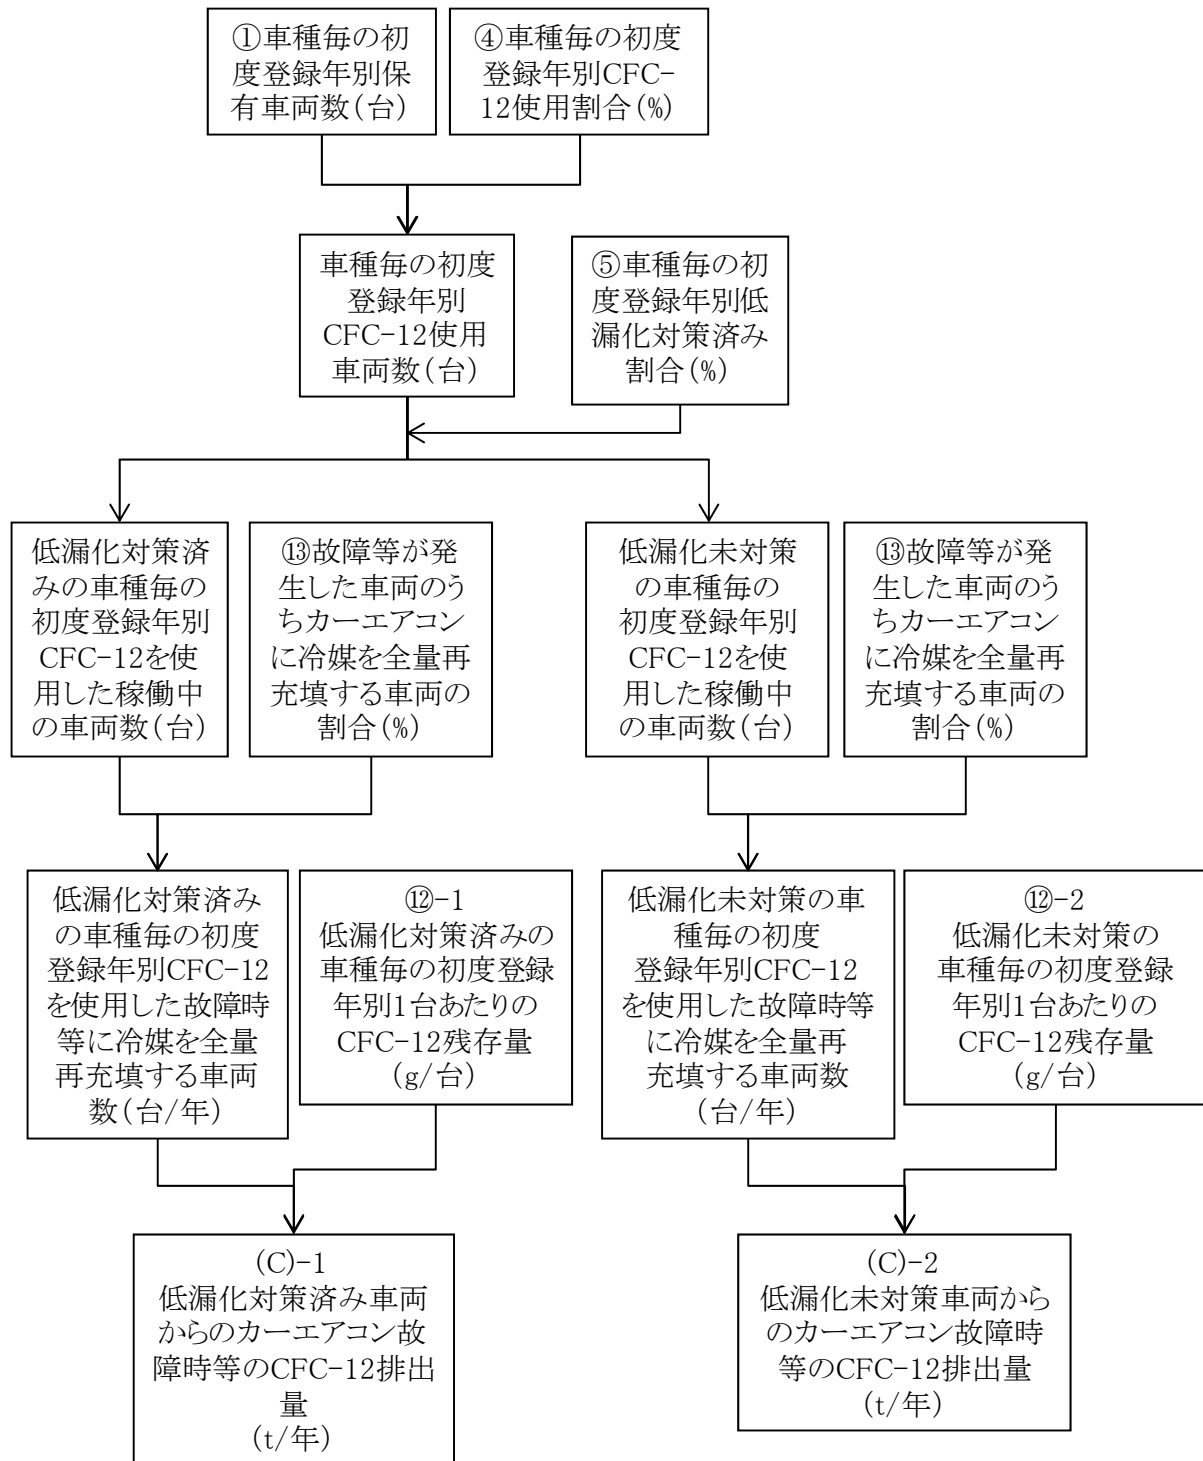 ①車種毎の初
度登録年別保
有車両数(台)
④車種毎の初度
登録年別CFC-
12使用割合(%)
車種毎の初度
登録年別
CFC-12使用
車両数(台)
⑤車種毎の初
度登録年別低
漏化対策済み
割合(%)
低漏化対策済
みの車種毎の
初度登録年別
CFC-12を使
用した稼働中
の車両数(台)
⑬故障等が発
生した車両のう
ちカーエアコン
に冷媒を全量再
充填する車両の
割合(%)
低漏化未対策
の車種毎の
初度登録年別
CFC-12を使
用した稼働中
の車両数(台)
⑬故障等が発
生した車両のう
ちカーエアコン
に冷媒を全量再
充填する車両の
割合(%)
低漏化対策済み
の車種毎の初度
登録年別CFC-12
を使用した故障時
等に冷媒を全量
再充填する車両
数(台/年)
⑫-1
低漏化対策済みの
車種毎の初度登録
年別1台あたりの
CFC-12残存量
(g/台)
低漏化未対策の車
種毎の初度
登録年別CFC-12
を使用した故障時等
に冷媒を全量再
充填する車両数
(台/年)
⑫-2
低漏化未対策の
車種毎の初度登録
年別1台あたりの
CFC-12残存量
(g/台)
(C)-1
低漏化対策済み車両
からのカーエアコン故
障時等のCFC-12排出
量
(t/年)
(C)-2
低漏化未対策車両から
のカーエアコン故障時
等のCFC-12排出量
(t/年)